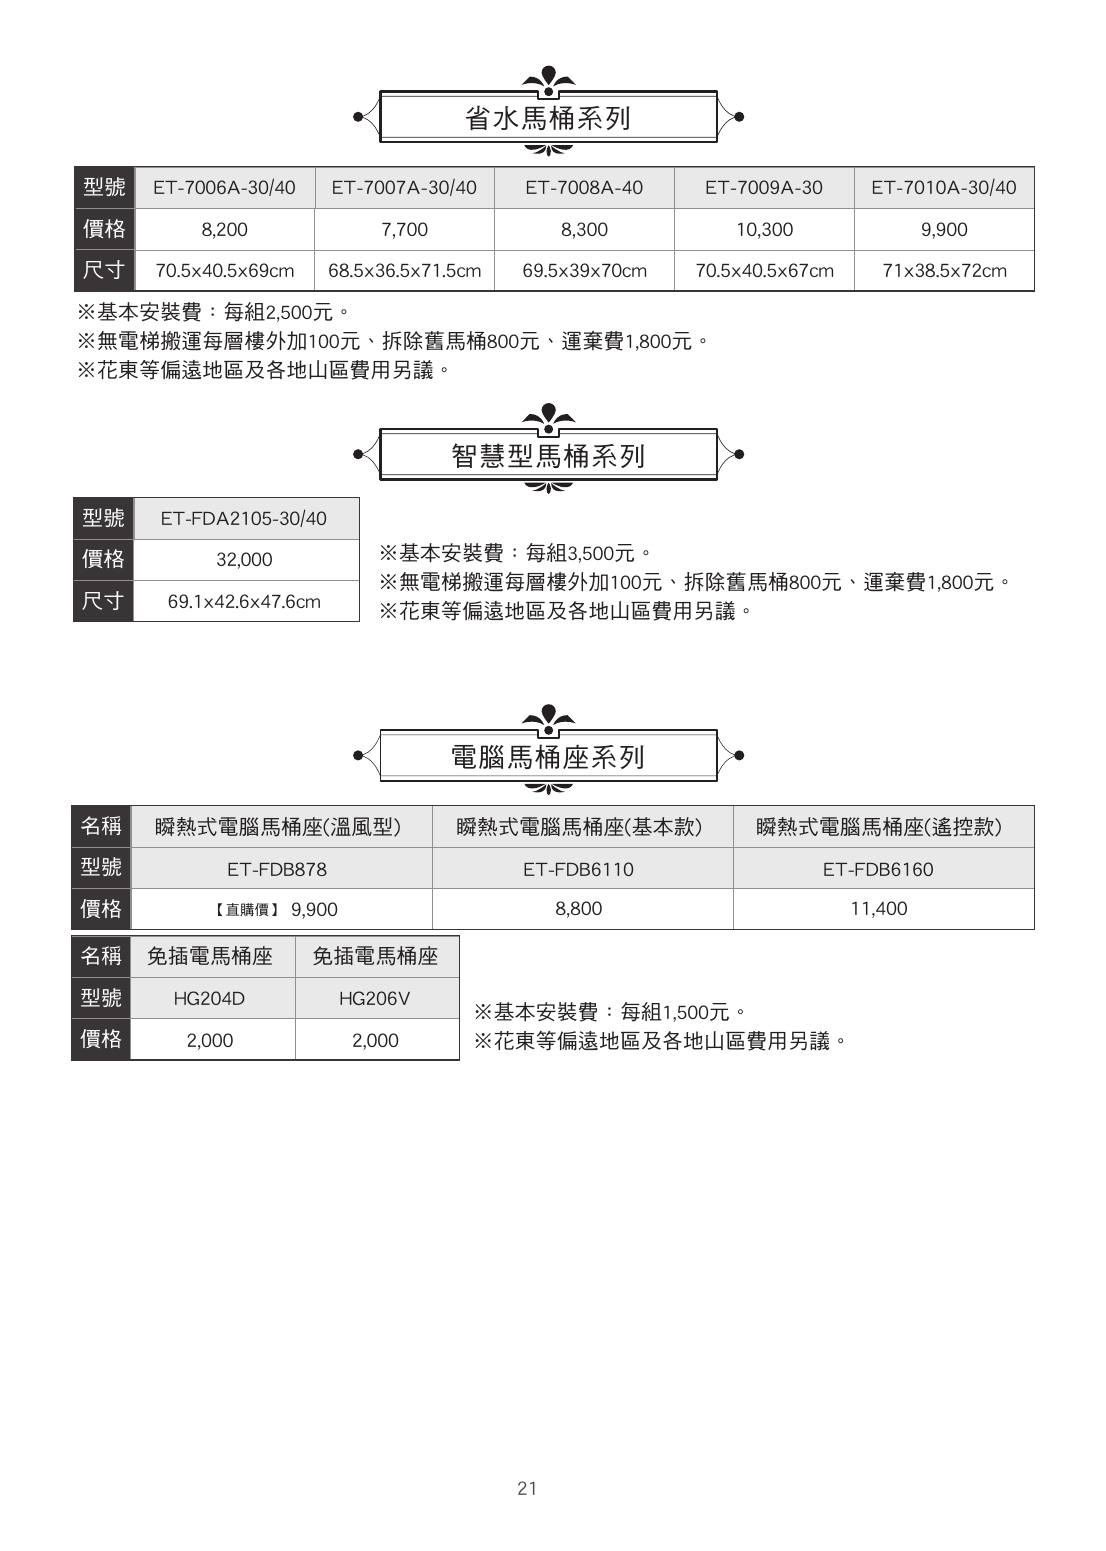 省水馬桶系列
型號 ET-7006A-30/40 ET-7007A-30/40 ET-7008A-40 ET-7009A-30 ET-7010A-30/40
價格 8,200 7,700 8,300 10,300 9,900
尺寸 70.5x40.5x69cm 68.5x36.5x71.5cm 69.5x39x70cm 70.5x40.5x67cm 71x38.5x72cm
※基本安裝費：每組2,500元。
※無電梯搬運每層樓外加100元、拆除舊馬桶800元、運棄費1,800元。
※花東等偏遠地區及各地山區費用另議。
智慧型馬桶系列
型號 ET-FDA2105-30/40
價格 32,000
尺寸 69.1x42.6x47.6cm
※基本安裝費：每組3,500元。
※無電梯搬運每層樓外加100元、拆除舊馬桶800元、運棄費1,800元。
※花東等偏遠地區及各地山區費用另議。
電腦馬桶座系列
名稱 瞬熱式電腦馬桶座(溫風型) 瞬熱式電腦馬桶座(基本款) 瞬熱式電腦馬桶座(遙控款)
型號 ET-FDB878 ET-FDB6110 ET-FDB6160
價格 【直購價】 9,900 8,800 11,400
名稱 免插電馬桶座 免插電馬桶座
型號 HG204D HG206V
價格 2,000 2,000
※基本安裝費：每組1,500元。
※花東等偏遠地區及各地山區費用另議。
21